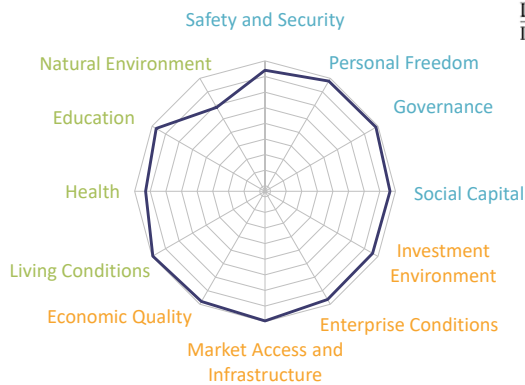 Safety and Security
Natural Environment
Personal Freedom
Education
Governance
Health
Social Capital
Investment
Environment
Living Conditions
Economic Quality
Enterprise Conditions
Market Access and
Infrastructure